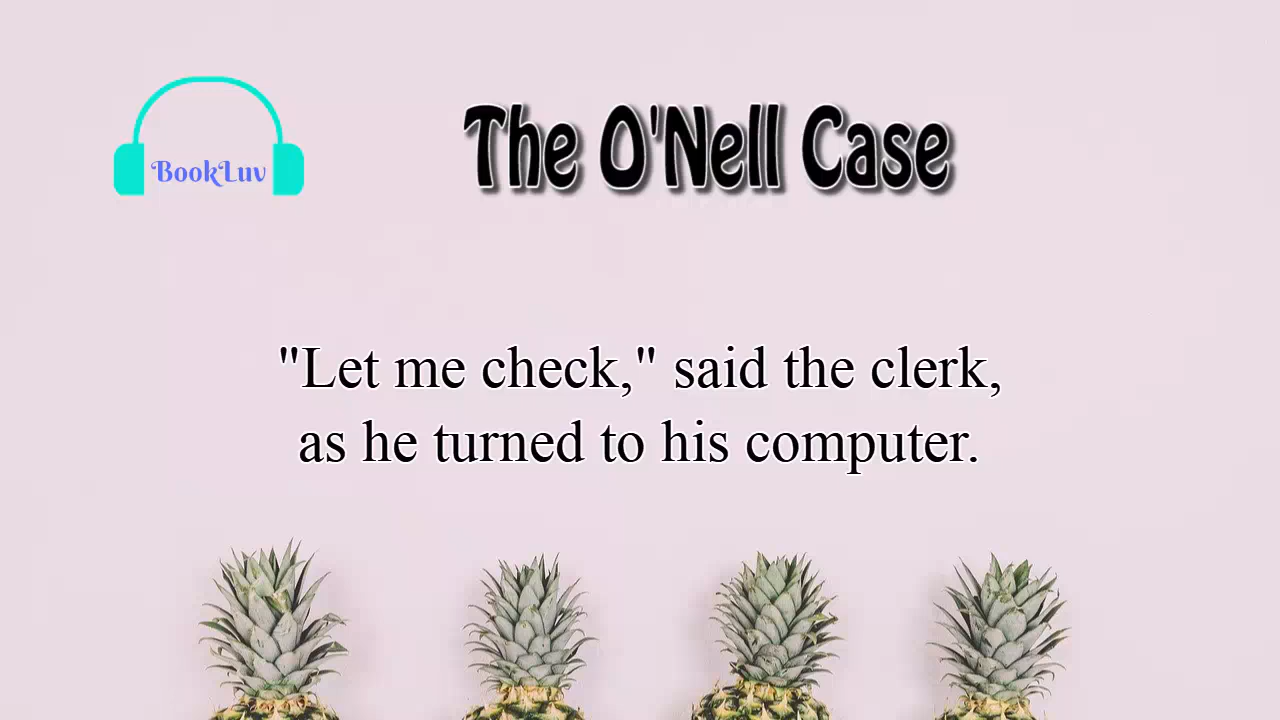 BookLuv
The O'Nell Case
"Let me check," said the clerk,
as he turned to his computer.